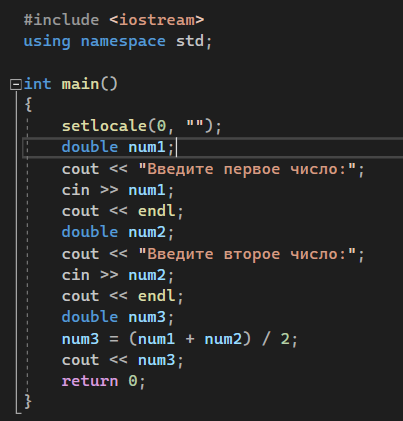 #include <iostream>
using namespace std;
int main()
{
setlocale(0, "");
double num1;
cout << "Введите первое число:";
cin >> num1;
cout << endl;
double num2;
cout << "Введите второе число:";
cin >> num2;
cout << endl;
double num3;
num3 = (num1 + num2) / 2;
cout << num3;
return 0;
}